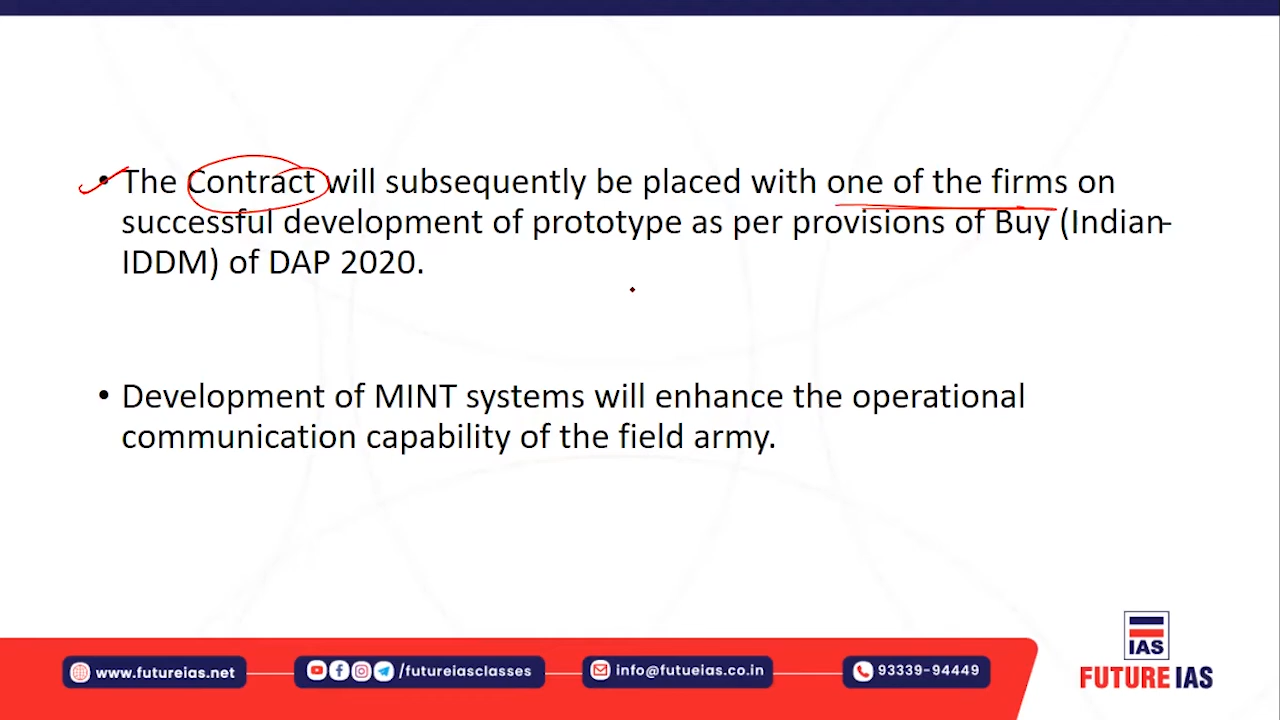 • The Contract will subsequently be placed with one of the firms on
successful development of prototype as per provisions of Buy (Indian-
IDDM) of DAP 2020.
• Development of MINT systems will enhance the operational
communication capability of the field army.
IAS
FUTURE IAS
www.futureias.net
/futureiasclasses
info@futueias.co.in
93339-94449